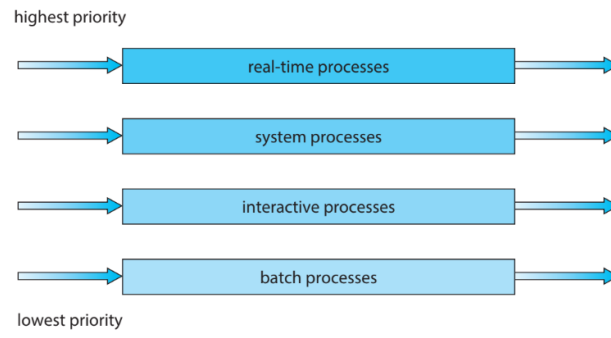 highest priority
real-time processes
system processes
interactive processes
batch processes
lowest priority